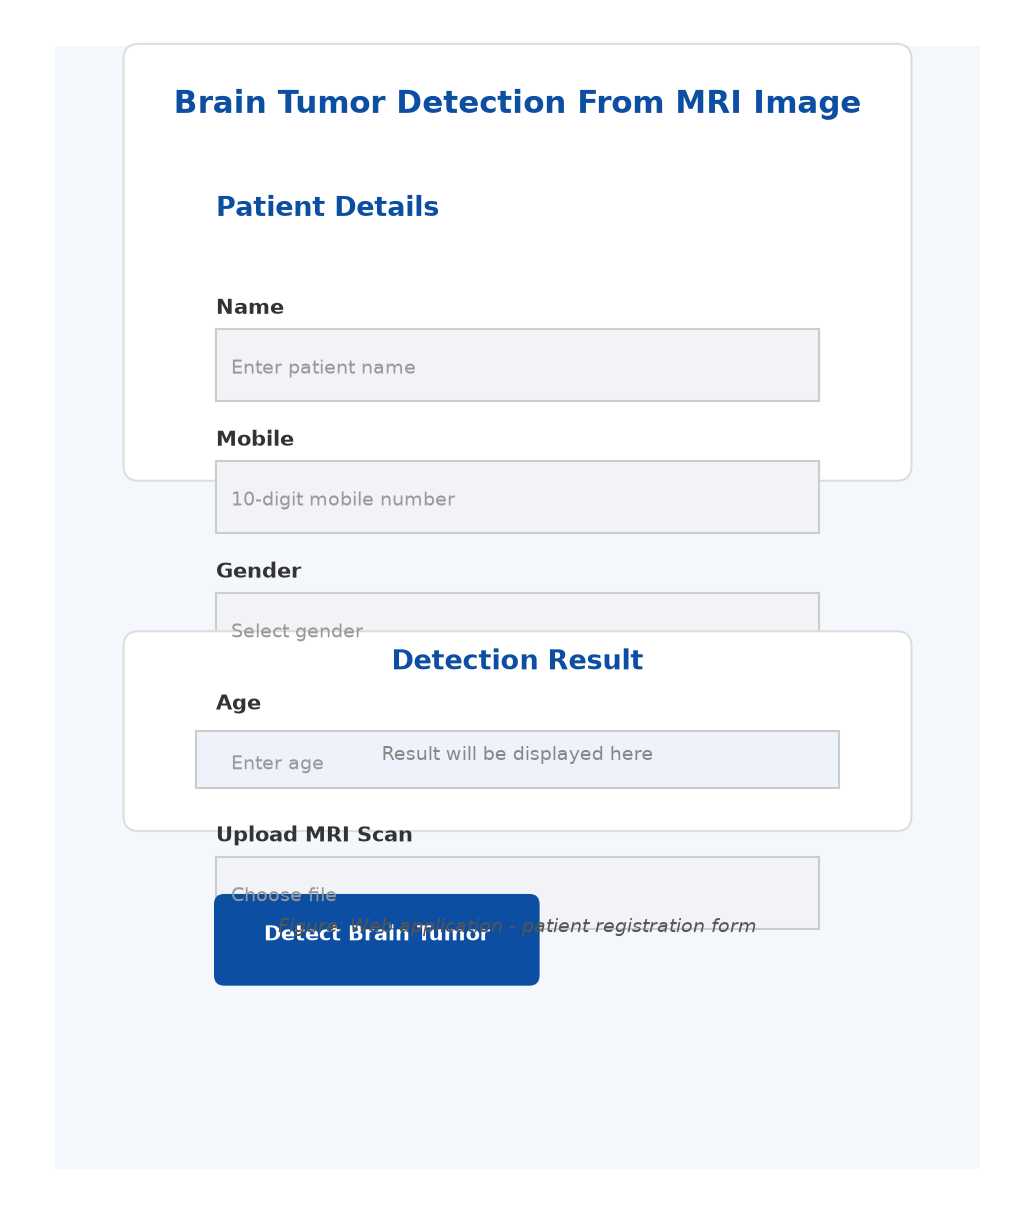 Brain Tumor Detection From MRI Image
Patient Details
Name
Enter patient name
Mobile
10-digit mobile number
Gender
Select gender
Detection Result
Age
Result will be displayed here
Enter age
Upload MRI Scan
Choose file
Figure: Web application - patient registration form
Detect Brain Tumor